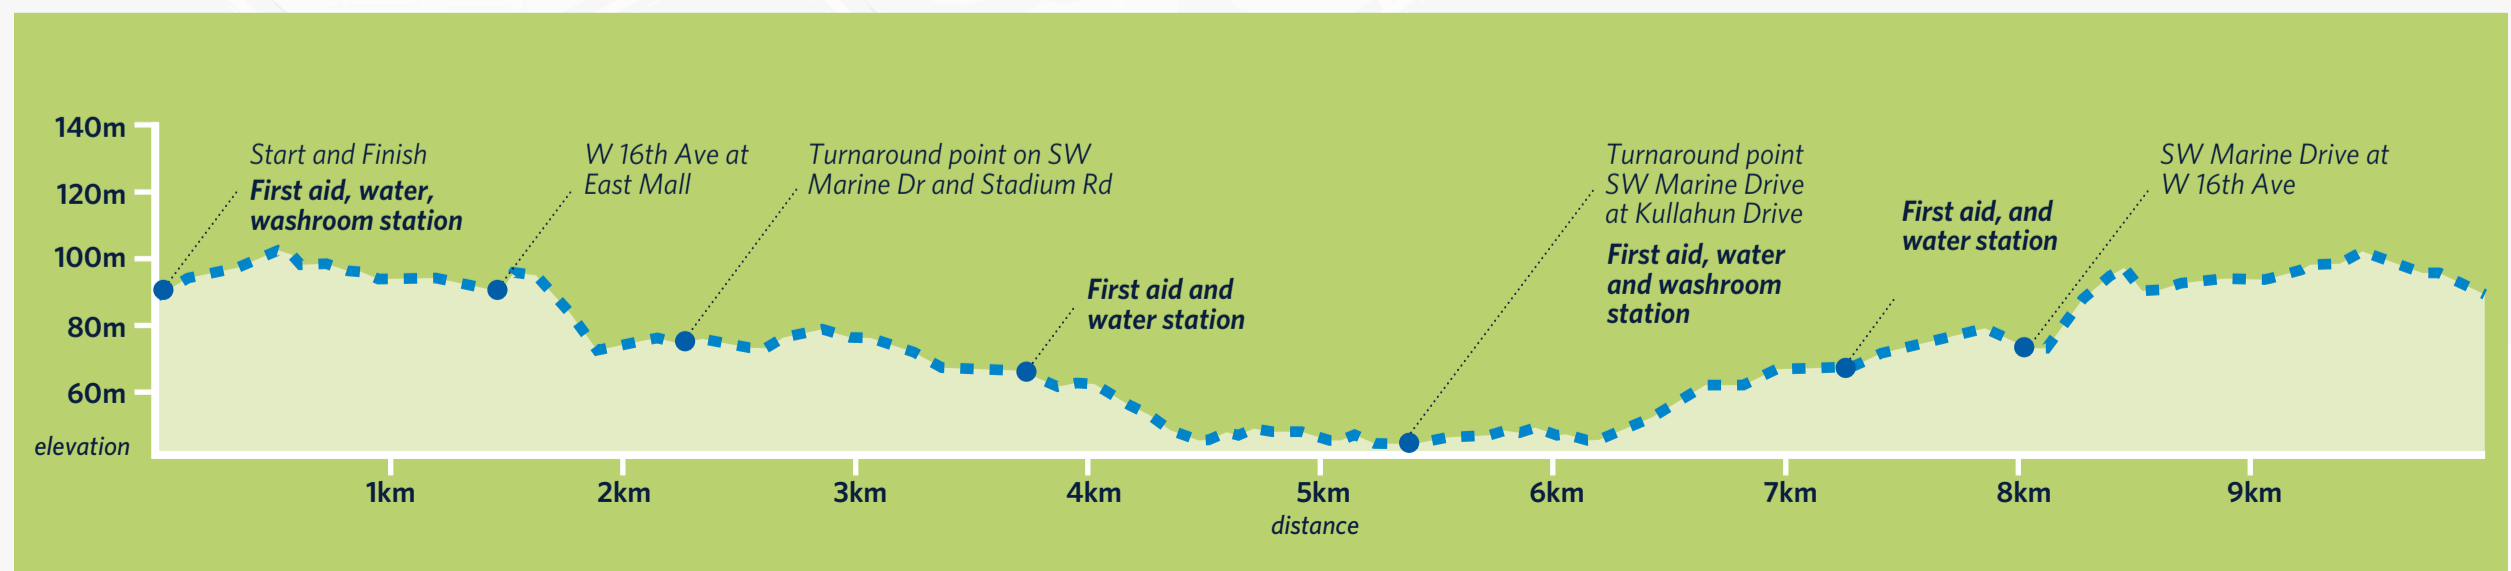 140m
120m
100m
80m
60m
elevation
Start and Finish
First aid, water,
washroom station
W 16th Ave at
East Mall
Turnaround point on SW
Marine Dr and Stadium Rd
First aid and
water station
Turnaround point
SW Marine Drive
at Kullahun Drive
First aid, water
and washroom
station
First aid, and
water station
SW Marine Drive at
W 16th Ave
1km
2km
3km
4km
5km
6km
7km
8km
9km
distance